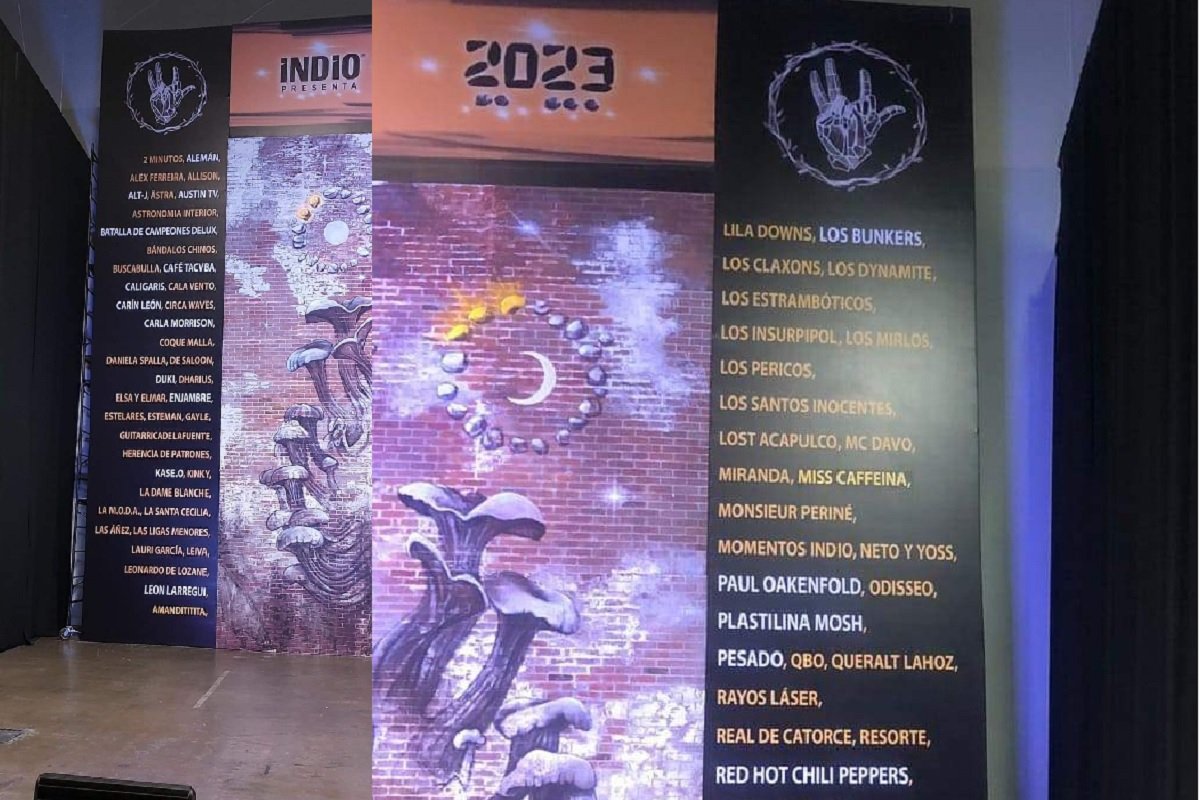 INDIO
PRESENTA
2 MINUTOS, ALEMÁN,
ALEX FERREIRA, ALLISON,
ALT-J, ÁSTRA, AUSTIN TV,
ASTRONOMIA INTERIOR,
BATALLA DE CAMPEONES DELUX,
BÁNDALOS CHINOS,
BUSCABULLA, CAFÉ TACVBA,
CALIGARIS, CALA VENTO,
CARÍN LEÓN, CIRCA WAVES,
CARLA MORRISON,
COQUE MALLA,
DANIELA SPALLA, DE SALOON,
DUKI, DHARIUS,
ELSA Y ELMAR, ENJAMBRE,
ESTELARES, ESTEMAN, GAYLE,
GUITARRICADELAFUENTE,
HERENCIA DE PATRONES,
KASE.O, KINKY,
LA DAME BLANCHE,
LA M.O.D.A., LA SANTA CECILIA,
LAS ÁÑEZ, LAS LIGAS MENORES,
LAURI GARCÍA, LEIVA,
LEONARDO DE LOZANE,
LEON LARREGUI,
AMANDITITITA,
2023
LILA DOWNS, LOS BUNKERS,
LOS CLAXONS, LOS DYNAMITE,
LOS ESTRAMBÓTICOS,
LOS INSURPIPOL, LOS MIRLOS,
LOS PERICOS,
LOS SANTOS INOCENTES,
LOST ACAPULCO, MC DAVO,
MIRANDA, MISS CAFFEINA,
MONSIEUR PERINÉ,
MOMENTOS INDIO, NETO Y YOSS,
PAUL OAKENFOLD, ODISSEO,
PLASTILINA MOSH,
PESADO, QBO, QUERALT LAHOZ,
RAYOS LÁSER,
REAL DE CATORCE, RESORTE,
RED HOT CHILI PEPPERS,